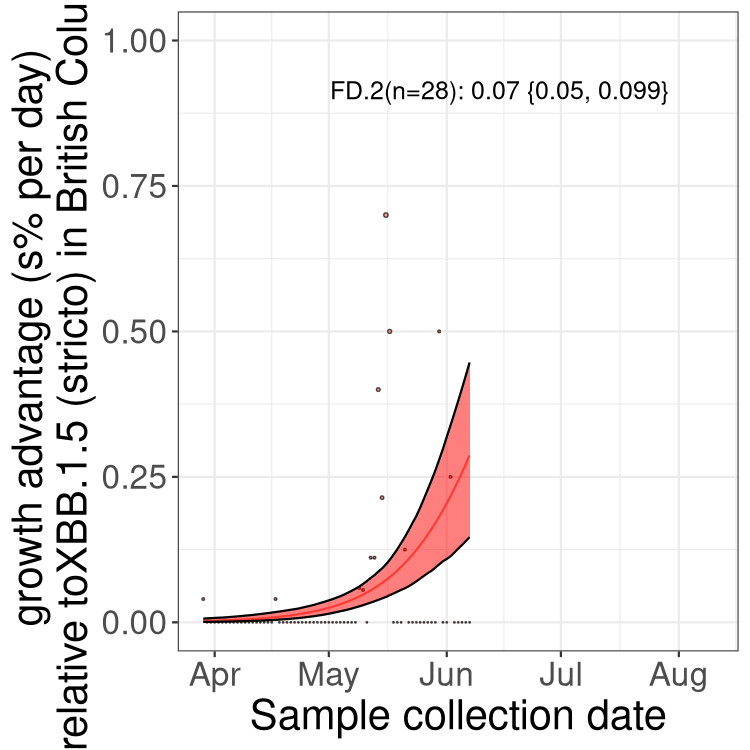 growth advantage (s% per day)
relative toXBB.1.5 (stricto) in British Colu
1.00
0.75
0.50
0.25
0.00
FD.2(n=28): 0.07 {0.05, 0.099}
Apr May Jun Jul Aug
Sample collection date